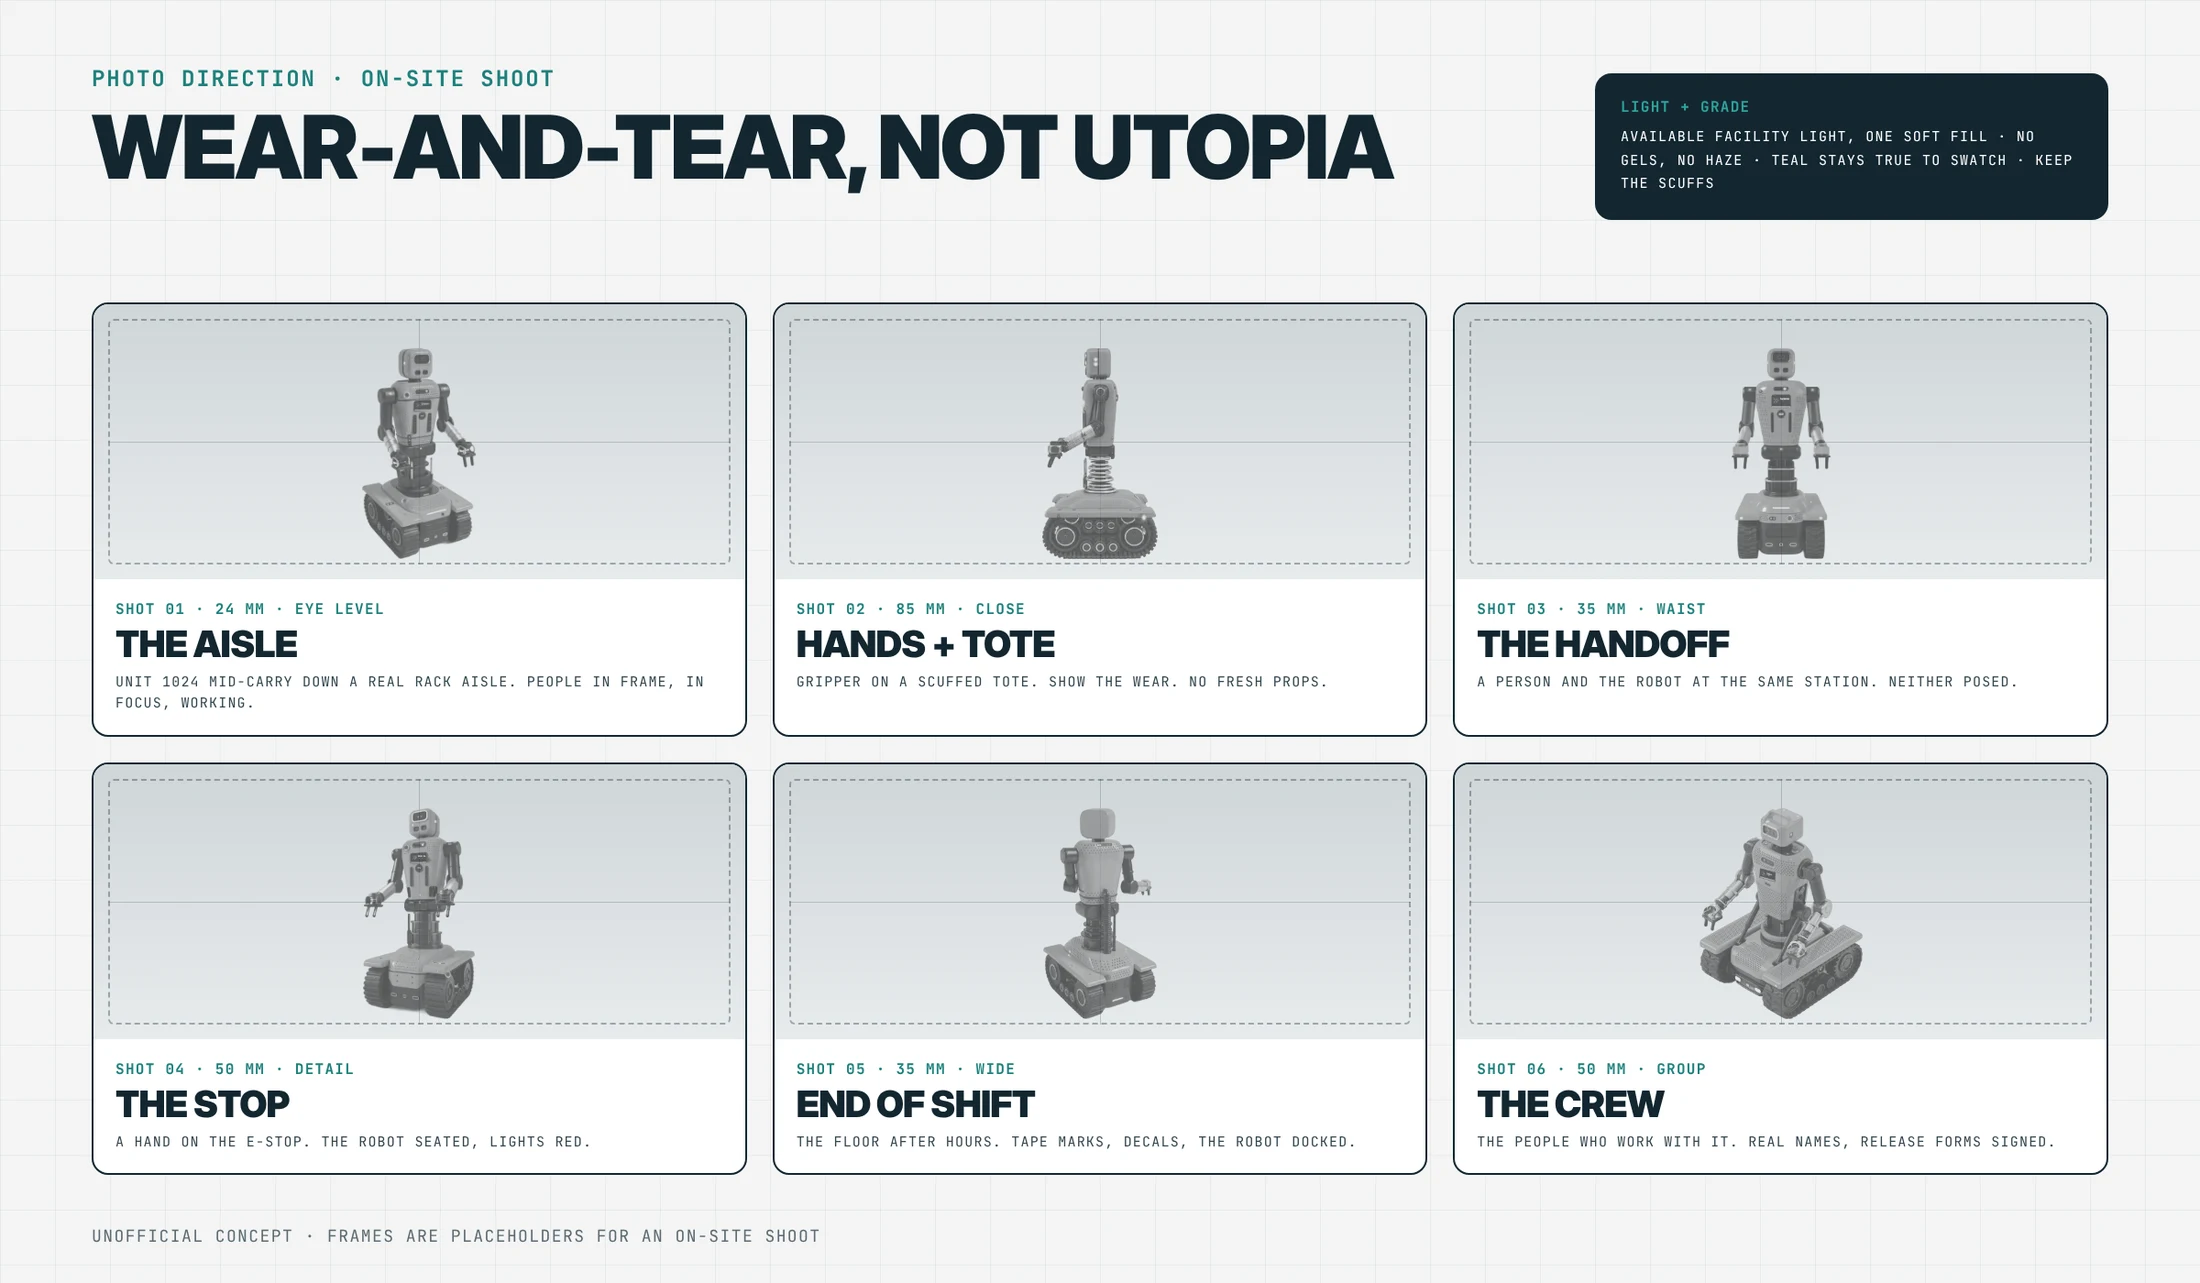 PHOTO DIRECTION · ON-SITE SHOOT
WEAR-AND-TEAR, NOT UTOPIA
LIGHT + GRADE
AVAILABLE FACILITY LIGHT, ONE SOFT FILL · NO
GELS, NO HAZE · TEAL STAYS TRUE TO SWATCH · KEEP
THE SCUFFS
SHOT 01 · 24 MM · EYE LEVEL
THE AISLE
UNIT 1024 MID-CARRY DOWN A REAL RACK AISLE. PEOPLE IN FRAME, IN
FOCUS, WORKING.
SHOT 02 · 85 MM · CLOSE
HANDS + TOTE
GRIPPER ON A SCUFFED TOTE. SHOW THE WEAR. NO FRESH PROPS.
SHOT 03 · 35 MM · WAIST
THE HANDOFF
A PERSON AND THE ROBOT AT THE SAME STATION. NEITHER POSED.
SHOT 04 · 50 MM · DETAIL
THE STOP
A HAND ON THE E-STOP. THE ROBOT SEATED, LIGHTS RED.
SHOT 05 · 35 MM · WIDE
END OF SHIFT
THE FLOOR AFTER HOURS. TAPE MARKS, DECALS, THE ROBOT DOCKED.
SHOT 06 · 50 MM · GROUP
THE CREW
THE PEOPLE WHO WORK WITH IT. REAL NAMES, RELEASE FORMS SIGNED.
UNOFFICIAL CONCEPT · FRAMES ARE PLACEHOLDERS FOR AN ON-SITE SHOOT